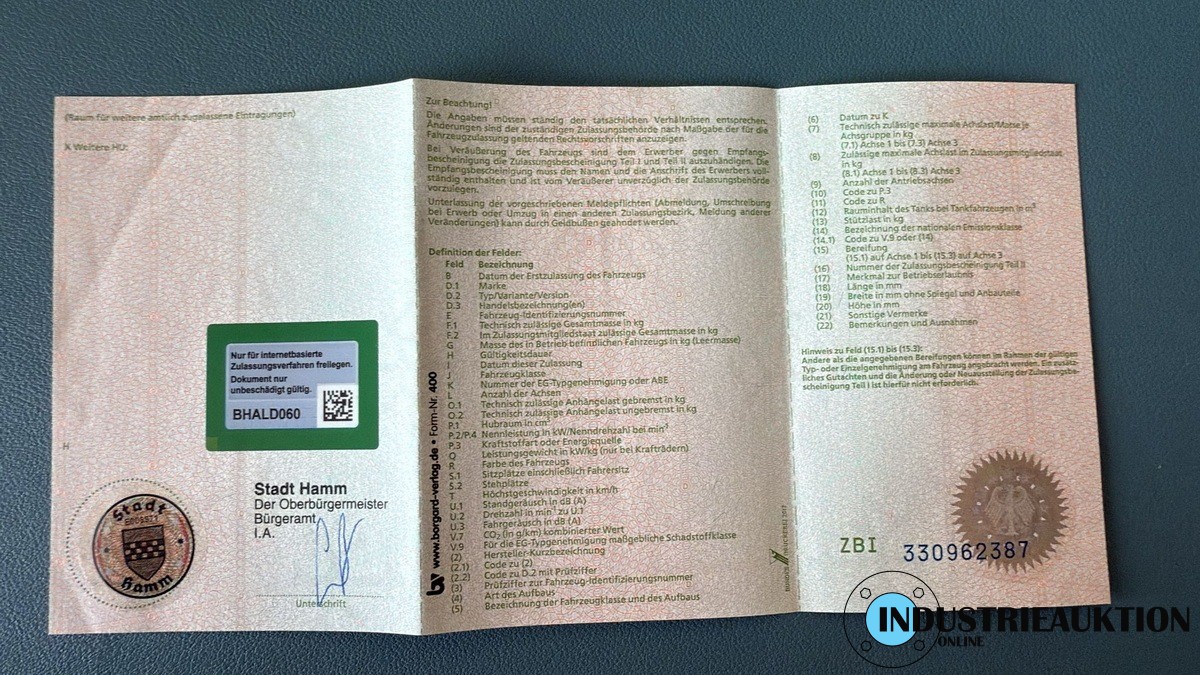 (Raum für weitere amtlich zugelassene Eintragungen)
X Weitere HU:
Nur für internetbasierte
Zulassungsverfahren freilegen.
Dokument nur
unbeschädigt gültig.
BHALD060
H
Stadt
Hamm
Stadt Hamm
Der Oberbürgermeister
Bürgeramt
I.A.
Unterschrift
www.borgard-verlag.de • Form-Nr. 400
Zur Beachtung!
Die Angaben müssen ständig den tatsächlichen Verhältnissen entsprechen.
Änderungen sind der zuständigen Zulassungsbehörde nach Maßgabe der für die
Fahrzeugzulassung geltenden Rechtsvorschriften anzuzeigen.
Bei Veräußerung des Fahrzeugs sind dem Erwerber gegen Empfangs-
bescheinigung die Zulassungsbescheinigung Teil I und Teil II auszuhändigen. Die
Empfangsbescheinigung muss den Namen und die Anschrift des Erwerbers voll-
ständig enthalten und ist vom Veräußerer unverzüglich der Zulassungsbehörde
vorzulegen.
Unterlassung der vorgeschriebenen Meldepflichten (Abmeldung, Umschreibung
bei Erwerb oder Umzug in einen anderen Zulassungsbezirk, Meldung anderer
Veränderungen) kann durch Geldbußen geahndet werden.
Definition der Felder:
Feld Bezeichnung
B Datum der Erstzulassung des Fahrzeugs
D.1 Marke
D.2 Typ/Variante/Version
D.3 Handelsbezeichnung(en)
E Fahrzeug-Identifizierungsnummer
F.1 Technisch zulässige Gesamtmasse in kg
F.2 Im Zulassungsmitgliedstaat zulässige Gesamtmasse in kg
G Masse des in Betrieb befindlichen Fahrzeugs in kg (Leermasse)
H Gültigkeitsdauer
I Datum dieser Zulassung
J Fahrzeugklasse
K Nummer der EG-Typgenehmigung oder ABE
L Anzahl der Achsen
O.1 Technisch zulässige Anhängelast gebremst in kg
O.2 Technisch zulässige Anhängelast ungebremst in kg
P.1 Hubraum in cm³
P.2/P.4 Nennleistung in kW/Nenndrehzahl bei min⁻¹
P.3 Kraftstoffart oder Energiequelle
Q Leistungsgewicht in kW/kg (nur bei Krafträdern)
R Farbe des Fahrzeugs
S.1 Sitzplätze einschließlich Fahrersitz
S.2 Stehplätze
T Höchstgeschwindigkeit in km/h
U.1 Standgeräusch in dB (A)
U.2 Drehzahl in min⁻¹ zu U.1
U.3 Fahrgeräusch in dB (A)
V.7 CO₂ (in g/km) kombinierter Wert
V.9 Für die EG-Typgenehmigung maßgebliche Schadstoffklasse
(2) Hersteller-Kurzbezeichnung
(2.1) Code zu (2)
(2.2) Code zu D.2 mit Prüfziffer
(3) Prüfziffer zur Fahrzeug-Identifizierungsnummer
(4) Art des Aufbaus
(5) Bezeichnung der Fahrzeugklasse und des Aufbaus
(6) Datum zu K
(7) Technisch zulässige maximale Achslast/Masse je
Achsgruppe in kg
(7.1) Achse 1 bis (7.3) Achse 3
(8) Zulässige maximale Achslast im Zulassungsmitgliedstaat
in kg
(8.1) Achse 1 bis (8.3) Achse 3
(9) Anzahl der Antriebsachsen
(10) Code zu P.3
(11) Code zu R
(12) Rauminhalt des Tanks bei Tankfahrzeugen in m³
(13) Stützlast in kg
(14) Bezeichnung der nationalen Emissionsklasse
(14.1) Code zu V.9 oder (14)
(15) Bereifung
(15.1) auf Achse 1 bis (15.3) auf Achse 3
(16) Nummer der Zulassungsbescheinigung Teil II
(17) Merkmal zur Betriebserlaubnis
(18) Länge in mm
(19) Breite in mm ohne Spiegel und Anbauteile
(20) Höhe in mm
(21) Sonstige Vermerke
(22) Bemerkungen und Ausnahmen
Hinweis zu Feld (15.1) bis (15.3):
Andere als die angegebenen Bereifungen können im Rahmen der gültigen
Typ- oder Einzelgenehmigung am Fahrzeug angebracht werden. Ein zusätz-
liches Gutachten und die Änderung oder Neuausstellung der Zulassungsbe-
scheinigung Teil I ist hierfür nicht erforderlich.
ZBI 330962387
INDUSTRIEAUKTION
ONLINE